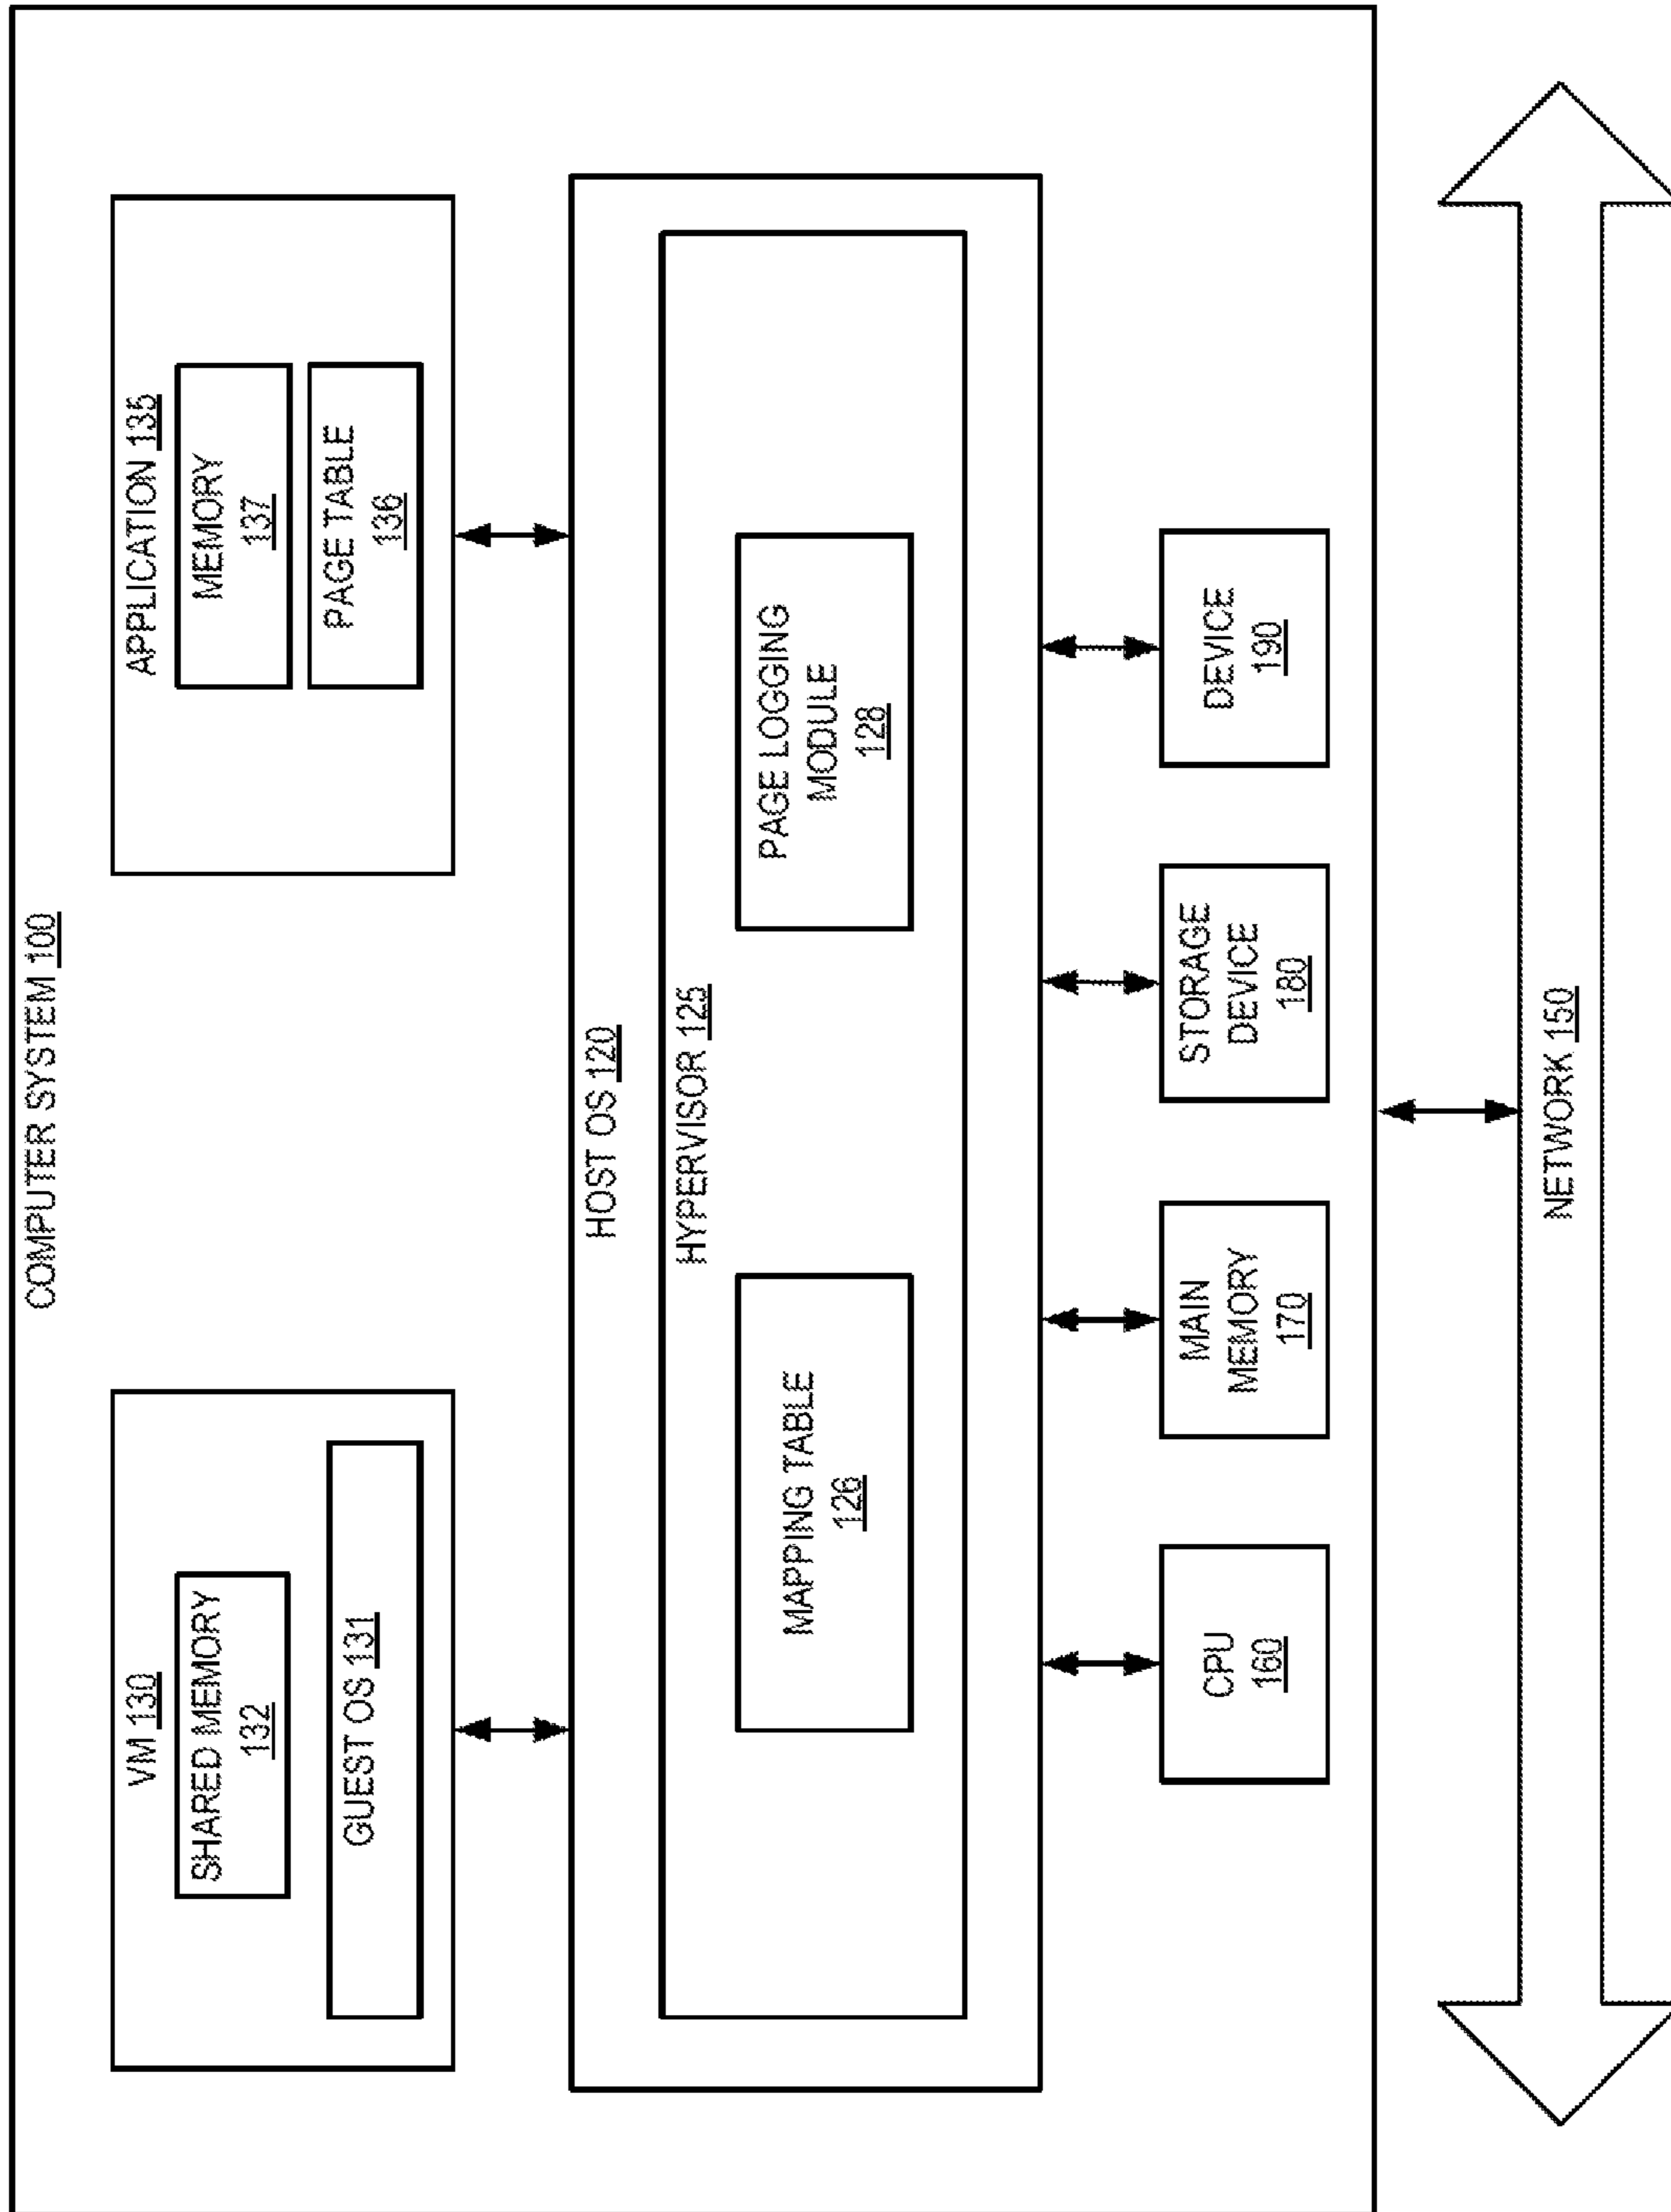 COMPUTER SYSTEM 100
VM 130
SHARED MEMORY
132
GUEST OS 131
APPLICATION 135
MEMORY
137
PAGE TABLE
136
HOST OS 120
HYPERVISOR 125
MAPPING TABLE
126
PAGE LOGGING
MODULE
128
CPU
160
MAIN
MEMORY
170
STORAGE
DEVICE
180
DEVICE
190
NETWORK 150